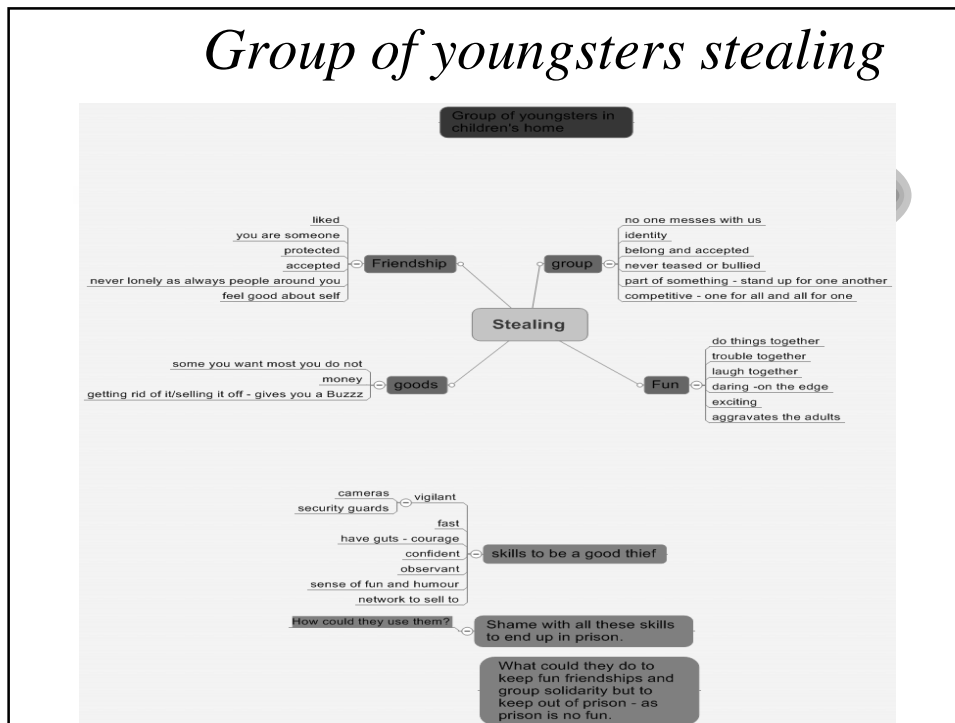 Group of youngsters stealing
Group of youngsters in
children's home
liked
you are someone
protected
accepted
never lonely as always people around you
feel good about self
Friendship
group
no one messes with us
identity
belong and accepted
never teased or bullied
part of something - stand up for one another
competitive - one for all and all for one
Stealing
some you want most you do not
money
getting rid of it/selling it off - gives you a Buzzz
goods
Fun
do things together
trouble together
laugh together
daring -on the edge
exciting
aggravates the adults
cameras
security guards
vigilant
fast
have guts - courage
confident
observant
sense of fun and humour
network to sell to
skills to be a good thief
How could they use them?
Shame with all these skills
to end up in prison.
What could they do to
keep fun friendships and
group solidarity but to
keep out of prison - as
prison is no fun.